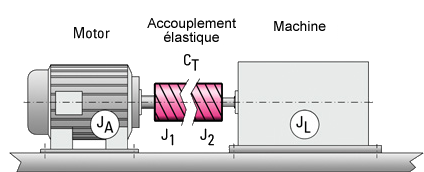 Motor
Accouplement
élastique
Machine
C_T
J_A
J_1
J_2
J_L